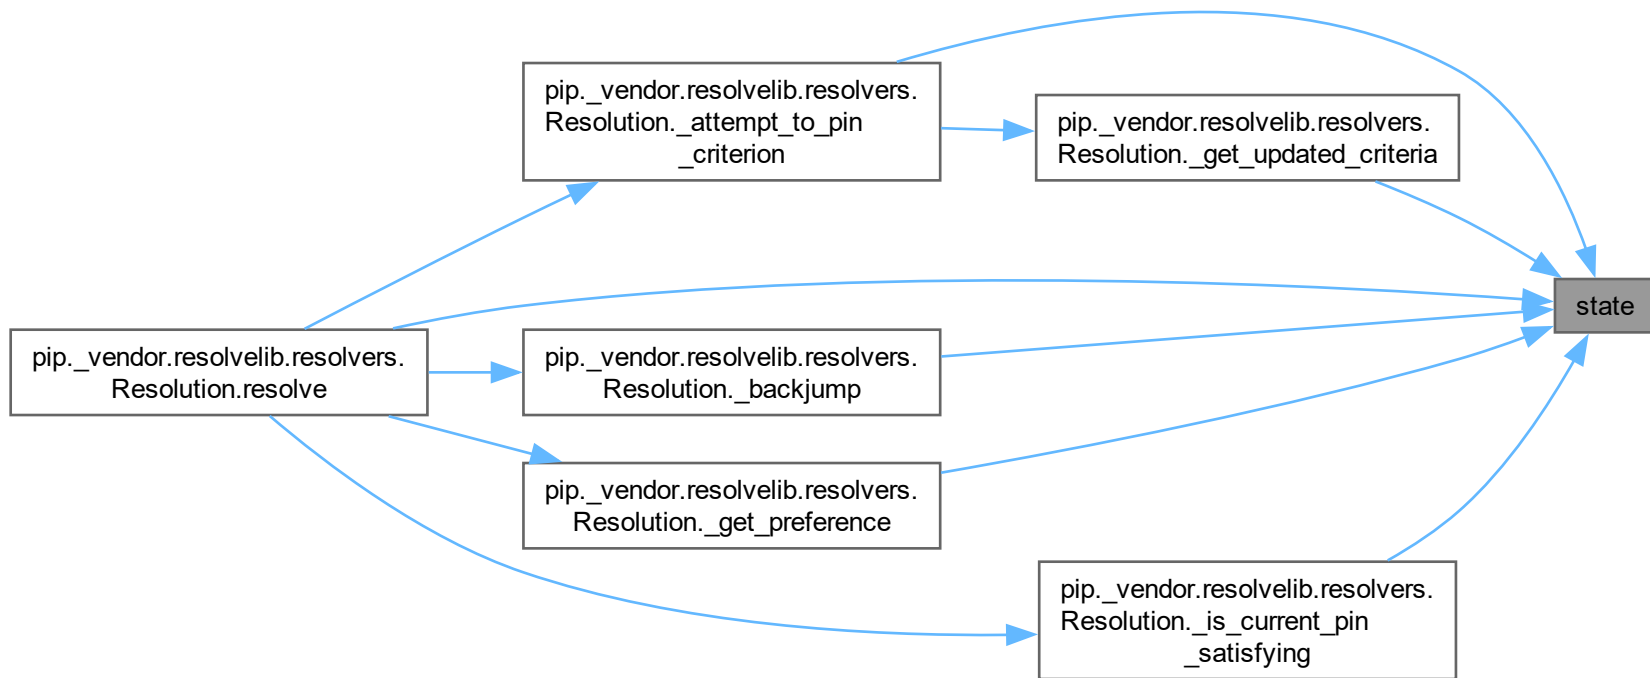 pip._vendor.resolvelib.resolvers.
Resolution._attempt_to_pin
_criterion
pip._vendor.resolvelib.resolvers.
Resolution._get_updated_criteria
state
pip._vendor.resolvelib.resolvers.
Resolution.resolve
pip._vendor.resolvelib.resolvers.
Resolution._backjump
pip._vendor.resolvelib.resolvers.
Resolution._get_preference
pip._vendor.resolvelib.resolvers.
Resolution._is_current_pin
_satisfying